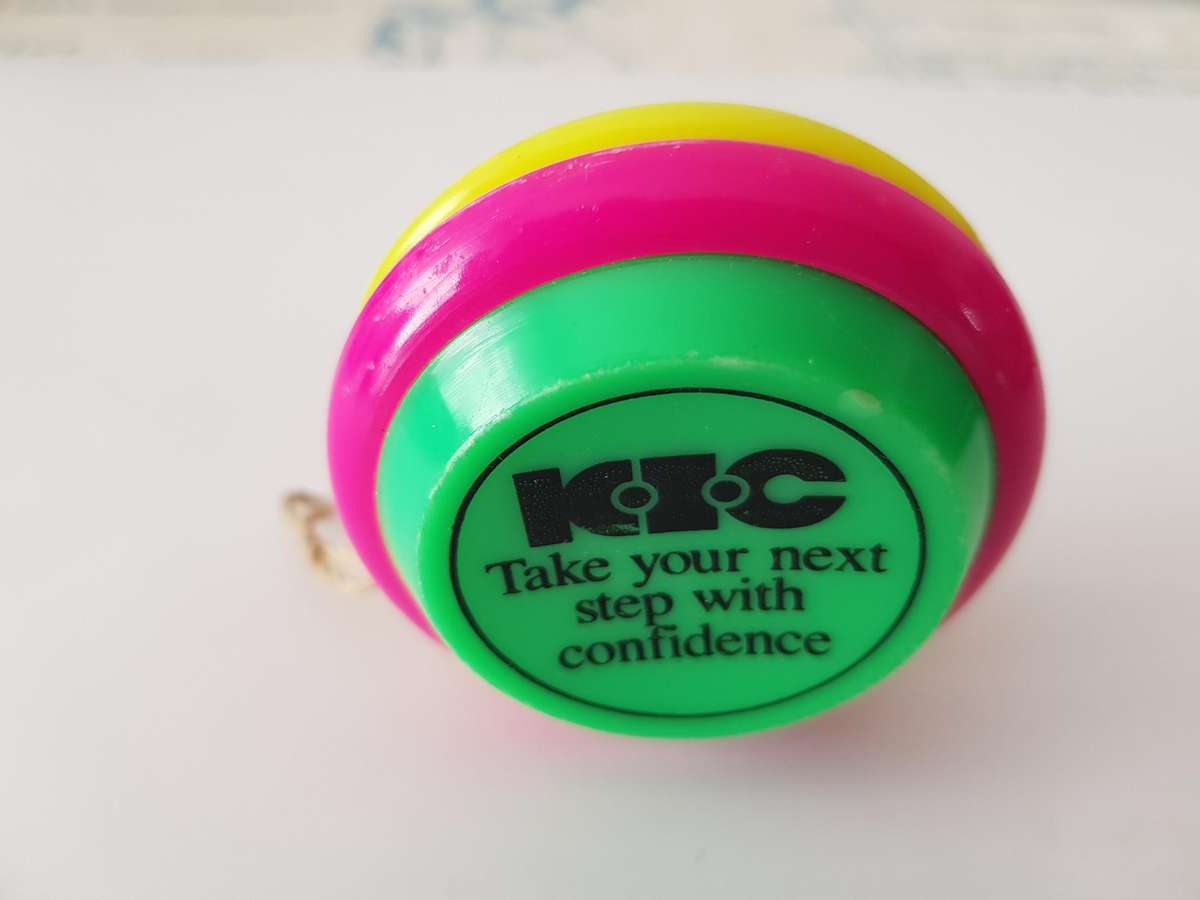 KIC
Take your next
step with
confidence